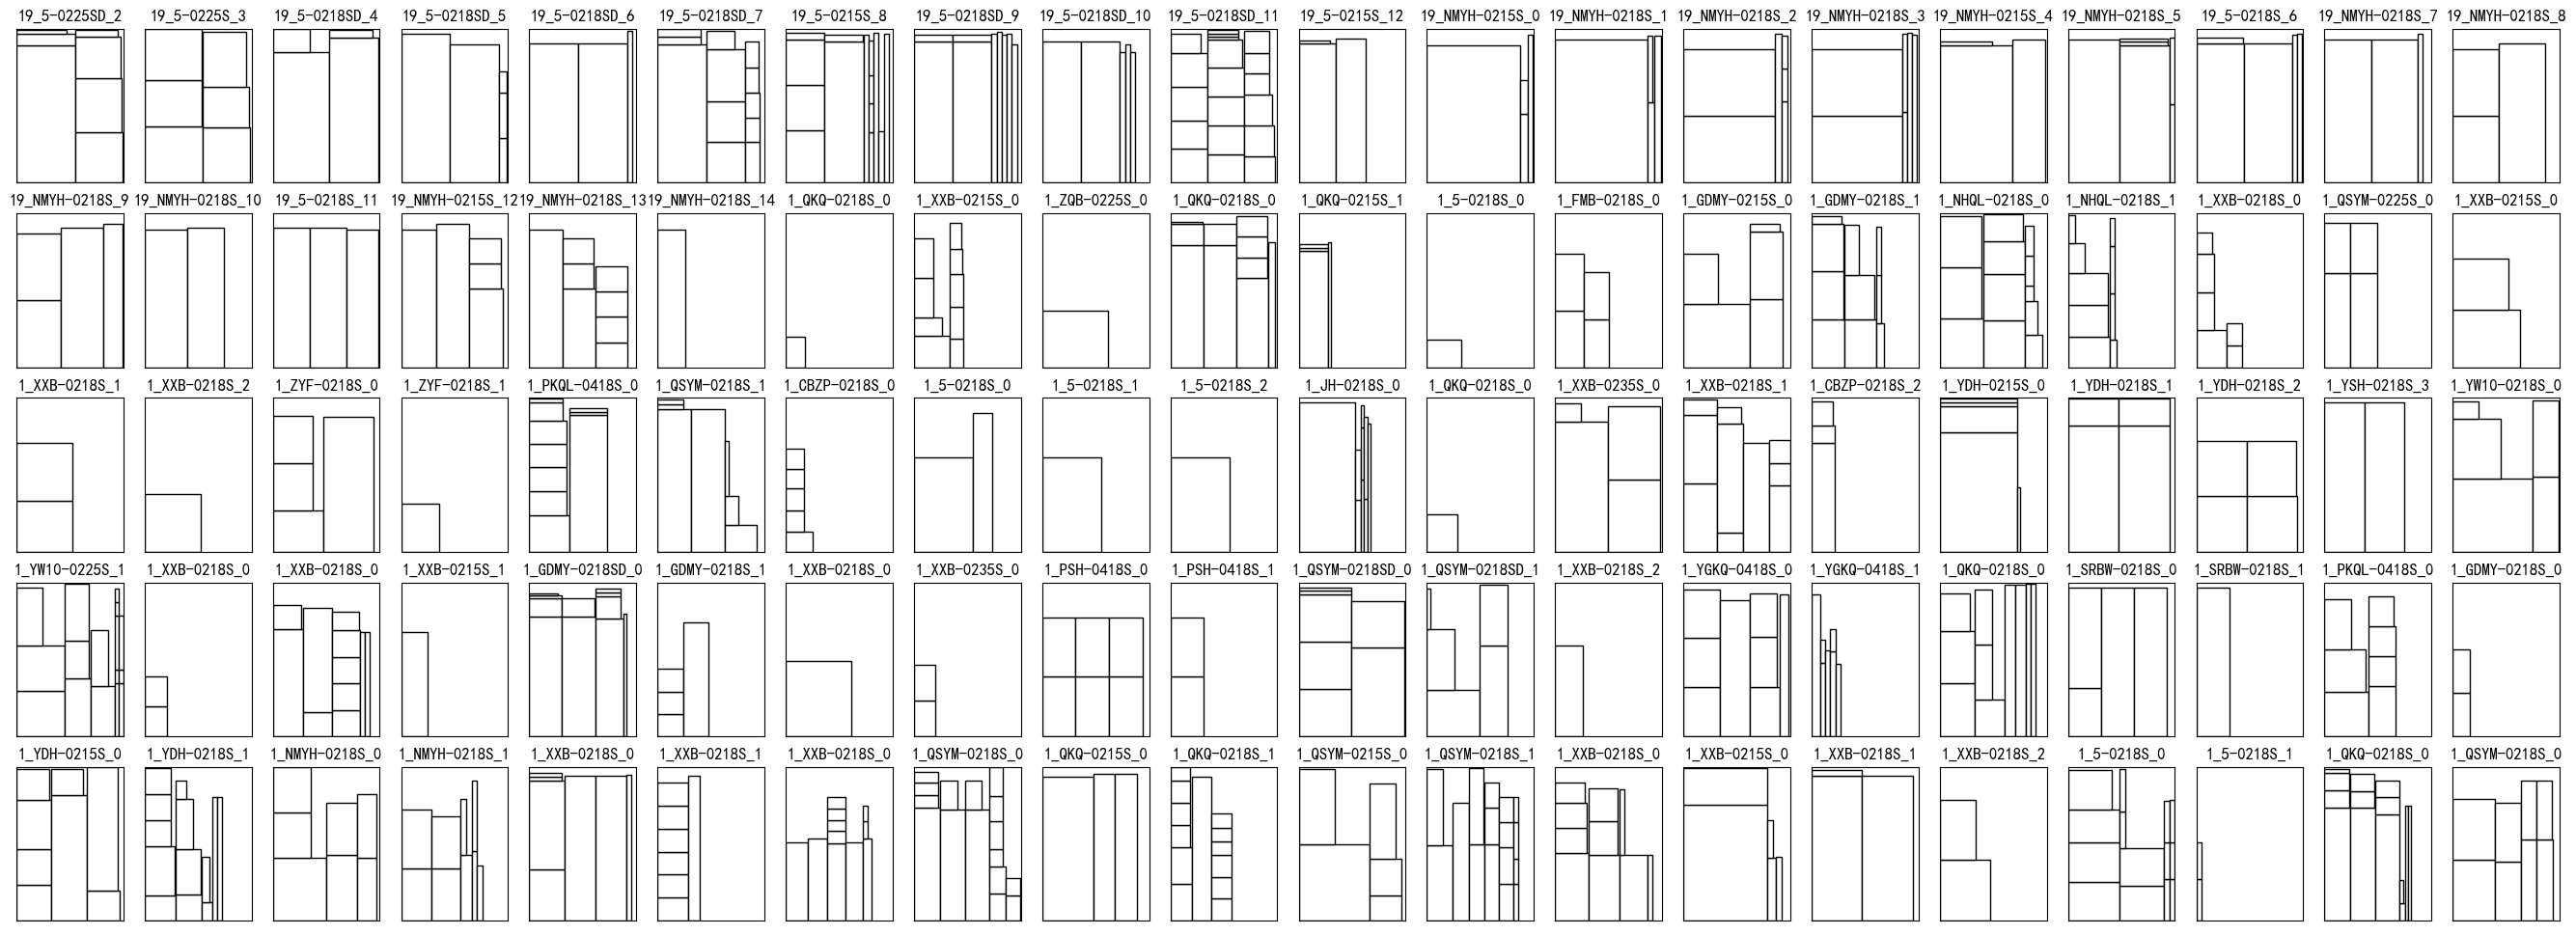 19_5-0225SD_2 19_5-0225S_3 19_5-0218SD_4 19_5-0218SD_5 19_5-0218SD_6 19_5-0218SD_7 19_5-0215S_8 19_5-0218SD_9 19_5-0218SD_10 19_5-0218SD_11 19_5-0215S_12 19_NMYH-0215S_0 19_NMYH-0218S_1 19_NMYH-0218S_2 19_NMYH-0218S_3 19_NMYH-0215S_4 19_NMYH-0218S_5 19_5-0218S_6 19_NMYH-0218S_7 19_NMYH-0218S_8
19_NMYH-0218S_9 19_NMYH-0218S_10 19_5-0218S_11 19_NMYH-0215S_12 19_NMYH-0218S_13 19_NMYH-0218S_14 1_QKQ-0218S_0 1_XXB-0215S_0 1_ZQB-0225S_0 1_QKQ-0218S_0 1_QKQ-0215S_1 1_5-0218S_0 1_FMB-0218S_0 1_GDMY-0215S_0 1_GDMY-0218S_1 1_NHQL-0218S_0 1_NHQL-0218S_1 1_XXB-0218S_0 1_QSYM-0225S_0 1_XXB-0215S_0
1_XXB-0218S_1 1_XXB-0218S_2 1_ZYF-0218S_0 1_ZYF-0218S_1 1_PKQL-0418S_0 1_QSYM-0218S_1 1_CBZP-0218S_0 1_5-0218S_0 1_5-0218S_1 1_5-0218S_2 1_JH-0218S_0 1_QKQ-0218S_0 1_XXB-0235S_0 1_XXB-0218S_1 1_CBZP-0218S_2 1_YDH-0215S_0 1_YDH-0218S_1 1_YDH-0218S_2 1_YSH-0218S_3 1_YW10-0218S_0
1_YW10-0225S_1 1_XXB-0218S_0 1_XXB-0218S_0 1_XXB-0215S_1 1_GDMY-0218SD_0 1_GDMY-0218S_1 1_XXB-0218S_0 1_XXB-0235S_0 1_PSH-0418S_0 1_PSH-0418S_1 1_QSYM-0218SD_0 1_QSYM-0218SD_1 1_XXB-0218S_2 1_YGKQ-0418S_0 1_YGKQ-0418S_1 1_QKQ-0218S_0 1_SRBW-0218S_0 1_SRBW-0218S_1 1_PKQL-0418S_0 1_GDMY-0218S_0
1_YDH-0215S_0 1_YDH-0218S_1 1_NMYH-0218S_0 1_NMYH-0218S_1 1_XXB-0218S_0 1_XXB-0218S_1 1_XXB-0218S_0 1_QSYM-0218S_0 1_QKQ-0215S_0 1_QKQ-0218S_1 1_QSYM-0215S_0 1_QSYM-0218S_1 1_XXB-0218S_0 1_XXB-0215S_0 1_XXB-0218S_1 1_XXB-0218S_2 1_5-0218S_0 1_5-0218S_1 1_QKQ-0218S_0 1_QSYM-0218S_0